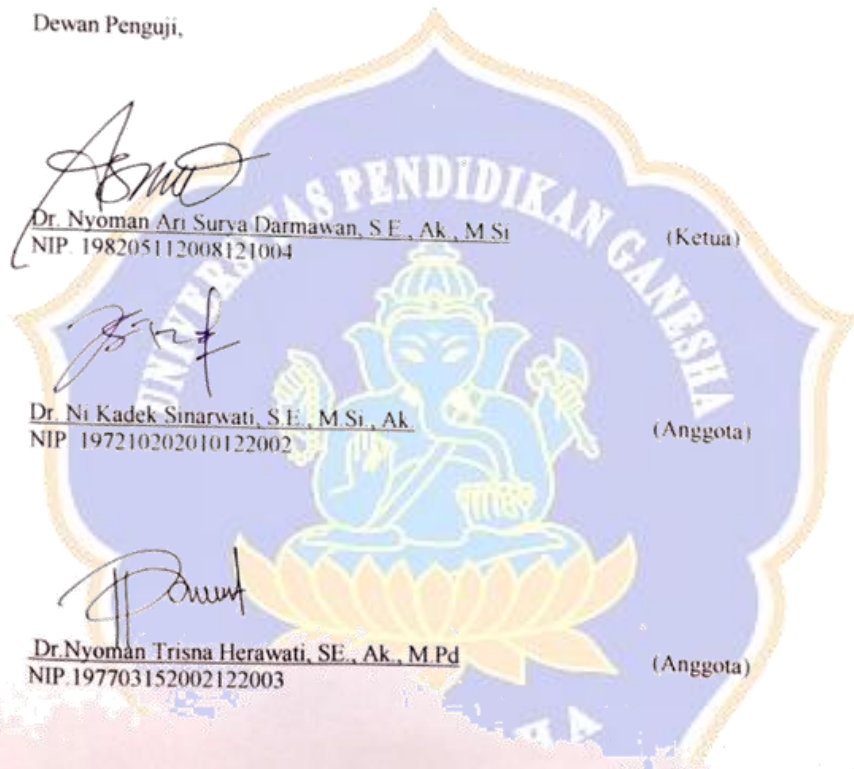 Dewan Penguji,
UNIVERSITAS PENDIDIKAN GANESHA
Dr. Nyoman Ari Surya Darmawan, S.E., Ak., M.Si
(Ketua)
NIP. 198205112008121004
Dr. Ni Kadek Sinarwati, S.E., M.Si., Ak.
(Anggota)
NIP 197210202010122002
Dr.Nyoman Trisna Herawati, SE., Ak., M.Pd
(Anggota)
NIP.197703152002122003